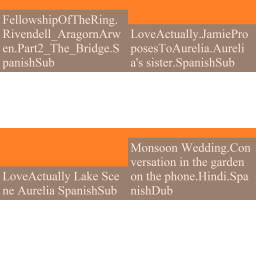 FellowshipOfTheRing.
Rivendell_AragornArw
en.Part2_The_Bridge.S
panishSub
LoveActually.JamiePro
posesToAurelia.Aureli
a's sister.SpanishSub
LoveActually Lake Sce
ne Aurelia SpanishSub
Monsoon Wedding.Con
versation in the garden
on the phone.Hindi.Spa
nishDub